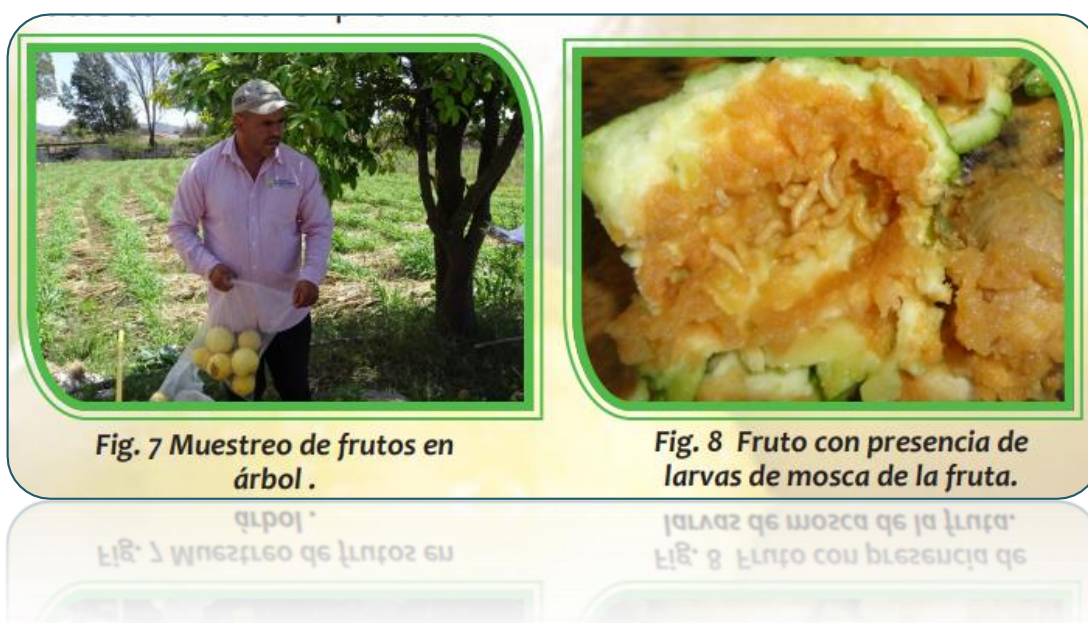 Fig. 7 Muestreo de frutos en
árbol .
Fig. 8 Fruto con presencia de
larvas de mosca de la fruta.